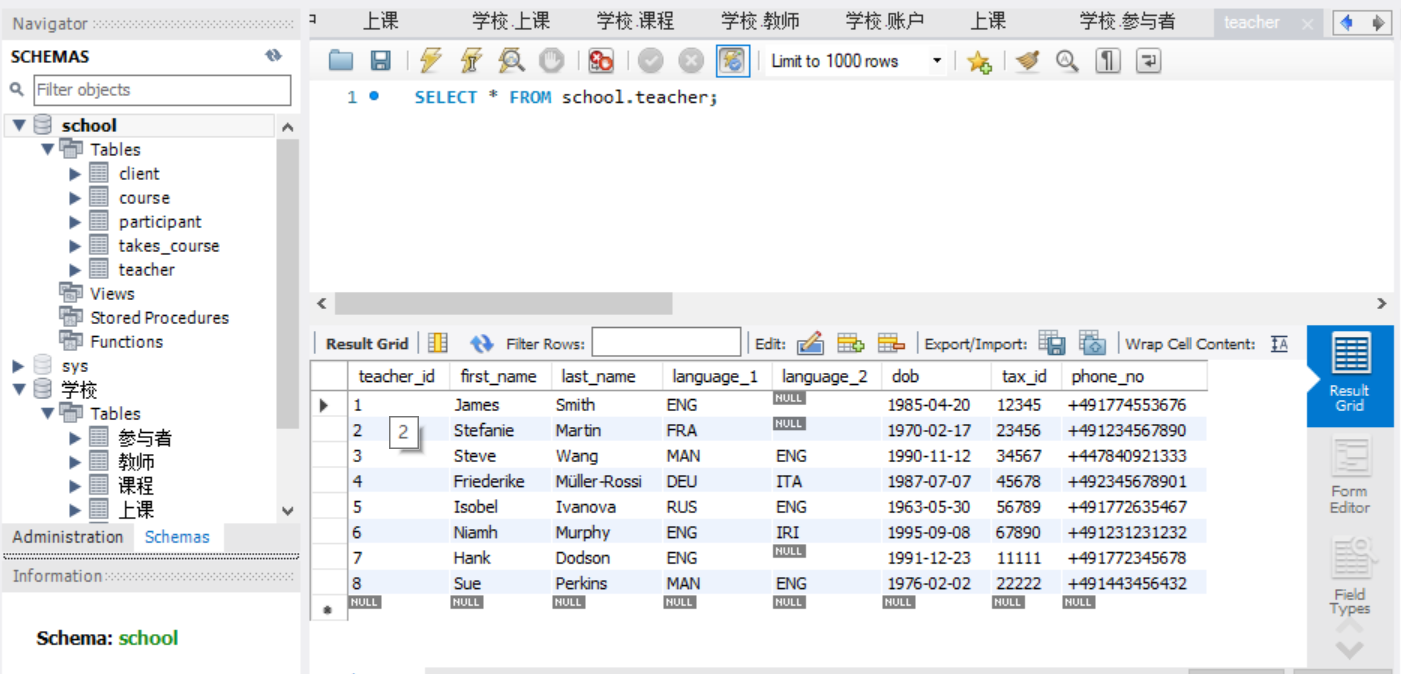 Navigator
上课 学校.上课 学校.课程 学校.教师 学校.账户 上课 学校.参与者 teacher
SCHEMAS
Filter objects
Limit to 1000 rows
1 SELECT * FROM school.teacher;
school
Tables
client
course
participant
takes_course
teacher
Views
Stored Procedures
Functions
sys
学校
Tables
参与者
教师
课程
上课
Administration Schemas
Information
Schema: school
Result Grid Filter Rows: Edit: Export/Import: Wrap Cell Content:
teacher_id first_name last_name language_1 language_2 dob tax_id phone_no
1 James Smith ENG NULL 1985-04-20 12345 +491774553676
2 Stefanie Martin FRA NULL 1970-02-17 23456 +491234567890
2
3 Steve Wang MAN ENG 1990-11-12 34567 +447840921333
4 Friederike Müller-Rossi DEU ITA 1987-07-07 45678 +492345678901
5 Isobel Ivanova RUS ENG 1963-05-30 56789 +491772635467
6 Niamh Murphy ENG IRI 1995-09-08 67890 +491231231232
7 Hank Dodson ENG NULL 1991-12-23 11111 +491772345678
8 Sue Perkins MAN ENG 1976-02-02 22222 +491443456432
NULL NULL NULL NULL NULL NULL NULL NULL
Result
Grid
Form
Editor
Field
Types